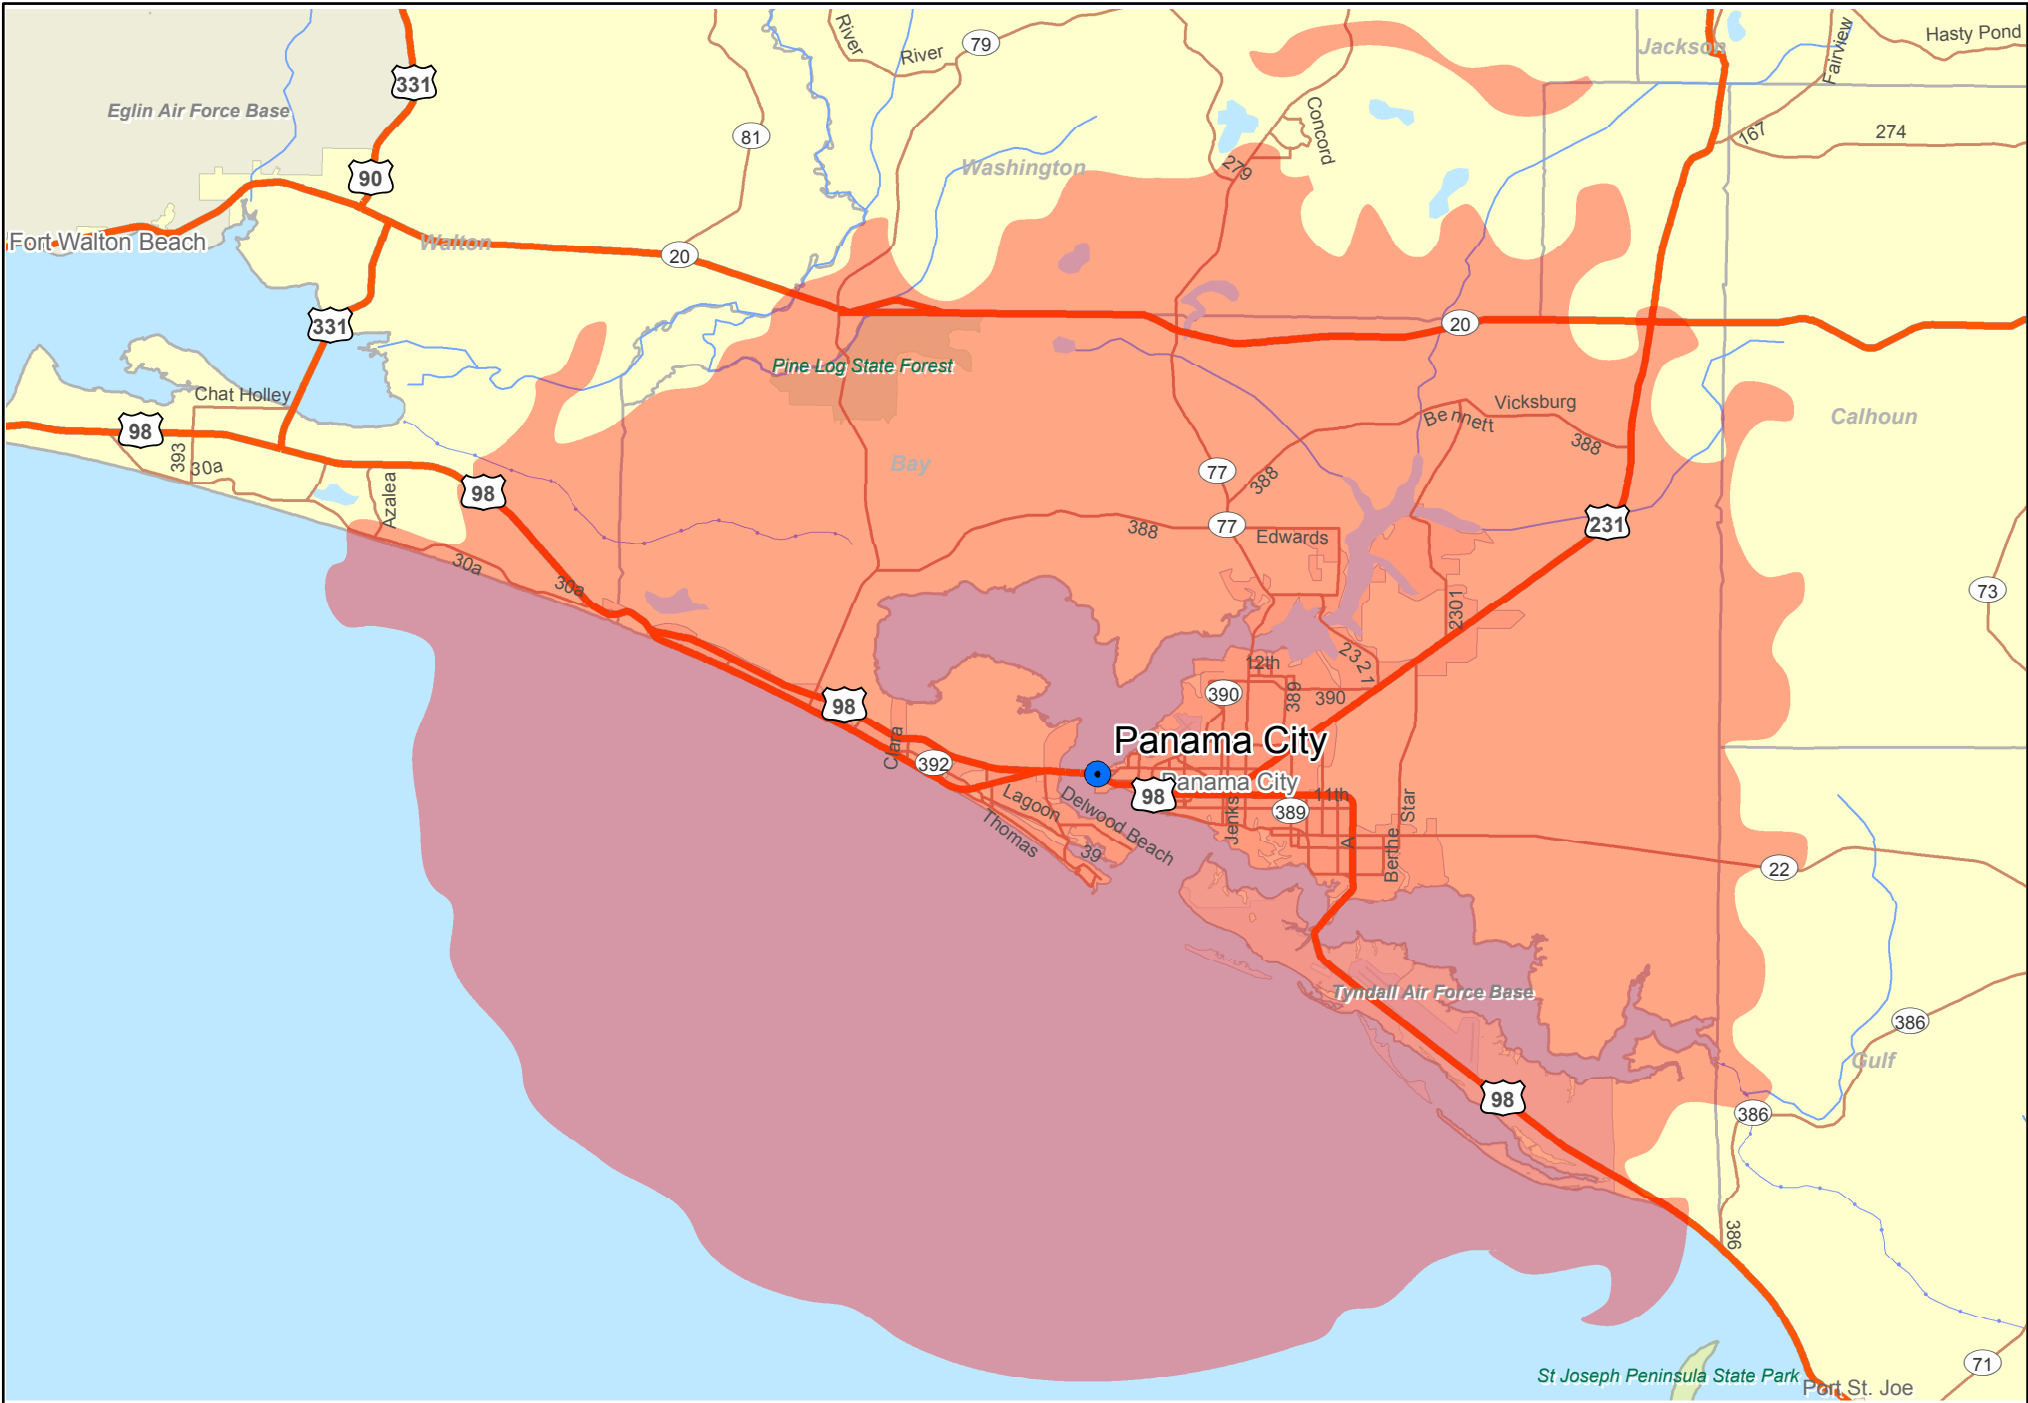 River
River
79
Jackson
Fairview
Hasty Pond
331
Eglin Air Force Base
81
Concord
167
274
90
Washington
279
Fort Walton Beach
Walton
20
331
20
Pine Log State Forest
Chat Holley
98
393
30a
Azalea
98
Bay
Bennett
Vicksburg
388
Calhoun
77
388
77
388
Edwards
231
30a
30a
73
2301
2321
12th
390
389
390
98
Clara
392
Panama City
Panama City
98
Lagoon
Delwood Beach
Thomas
39
Jenks
389
11th
A
Berthe
Star
22
Tyndall Air Force Base
386
Gulf
98
386
386
St Joseph Peninsula State Park
Port St. Joe
71